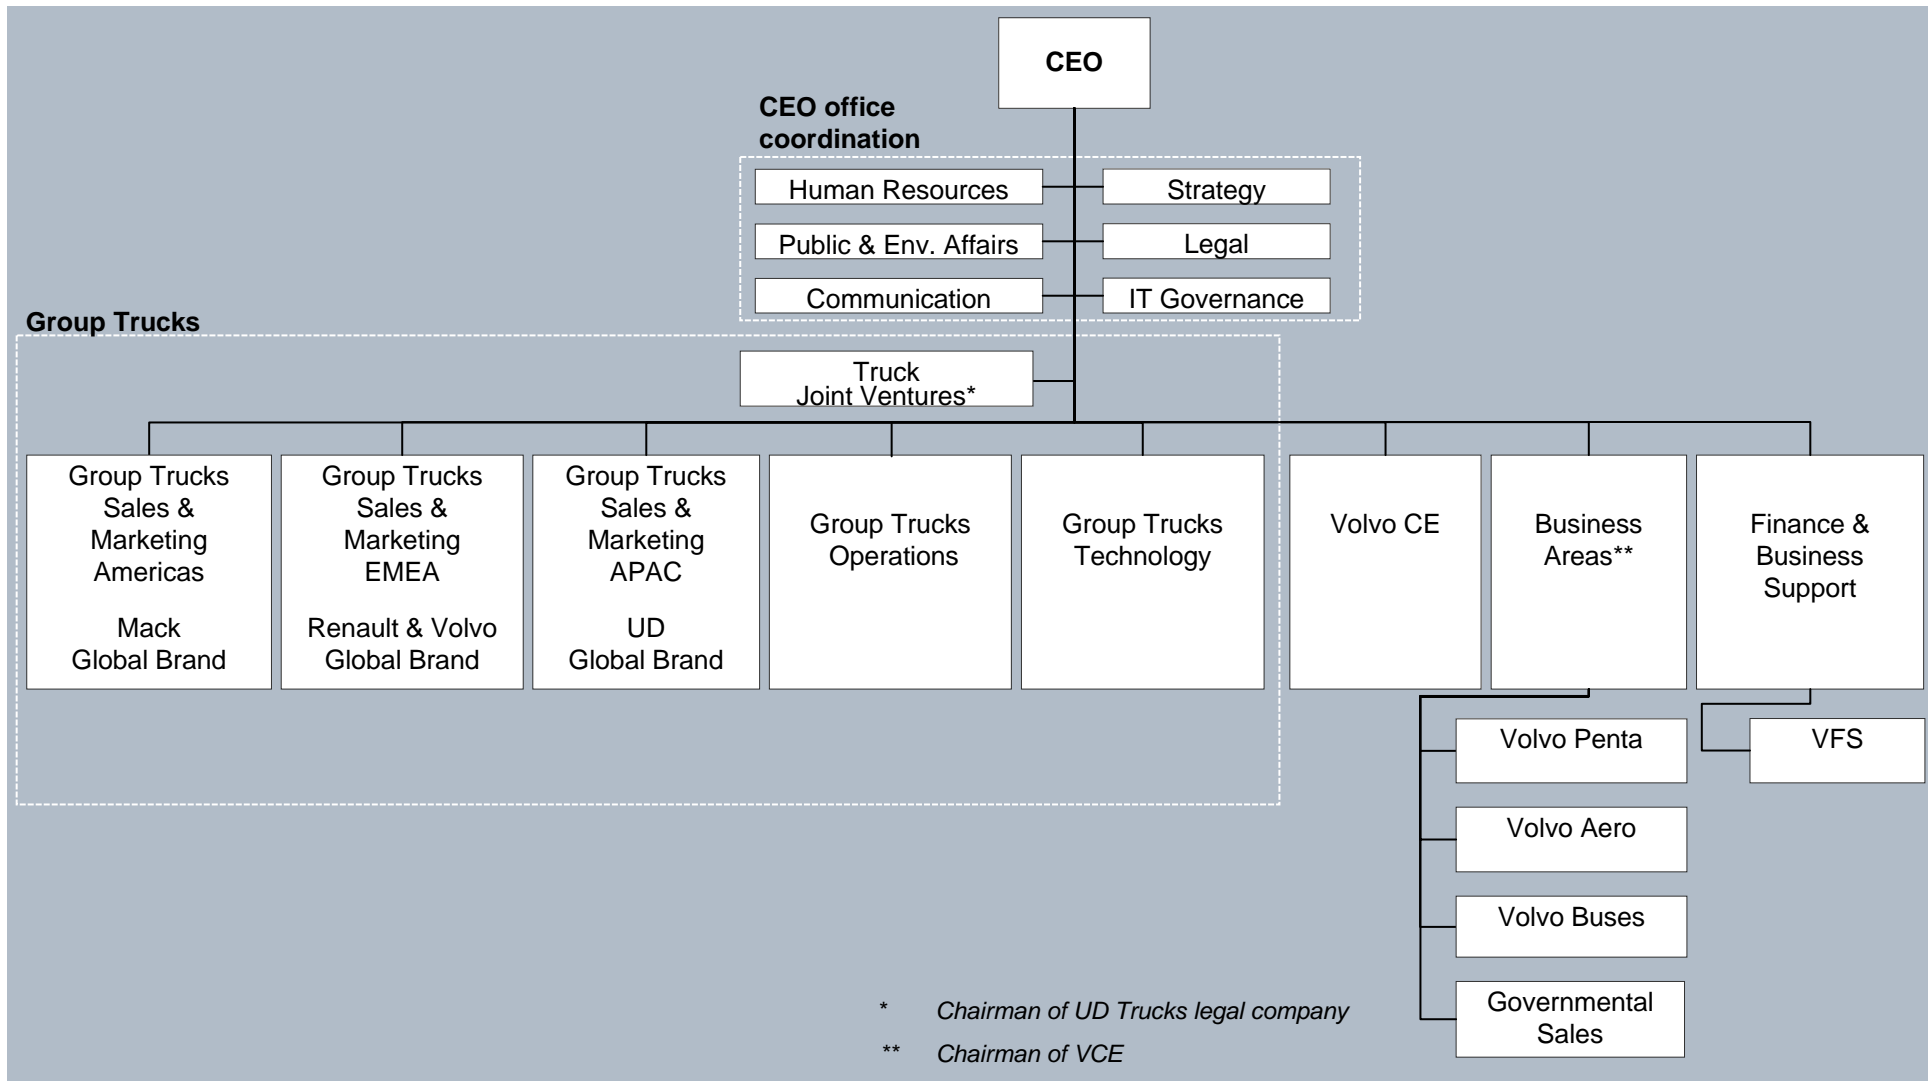 CEO
CEO office
coordination
Human Resources
Strategy
Public & Env. Affairs
Legal
Communication
IT Governance
Group Trucks
Truck
Joint Ventures*
Group Trucks
Sales &
Marketing
Americas
Mack
Global Brand
Group Trucks
Sales &
Marketing
EMEA
Renault & Volvo
Global Brand
Group Trucks
Sales &
Marketing
APAC
UD
Global Brand
Group Trucks
Operations
Group Trucks
Technology
Volvo CE
Business
Areas**
Finance &
Business
Support
Volvo Penta
VFS
Volvo Aero
Volvo Buses
Governmental
Sales
* Chairman of UD Trucks legal company
** Chairman of VCE